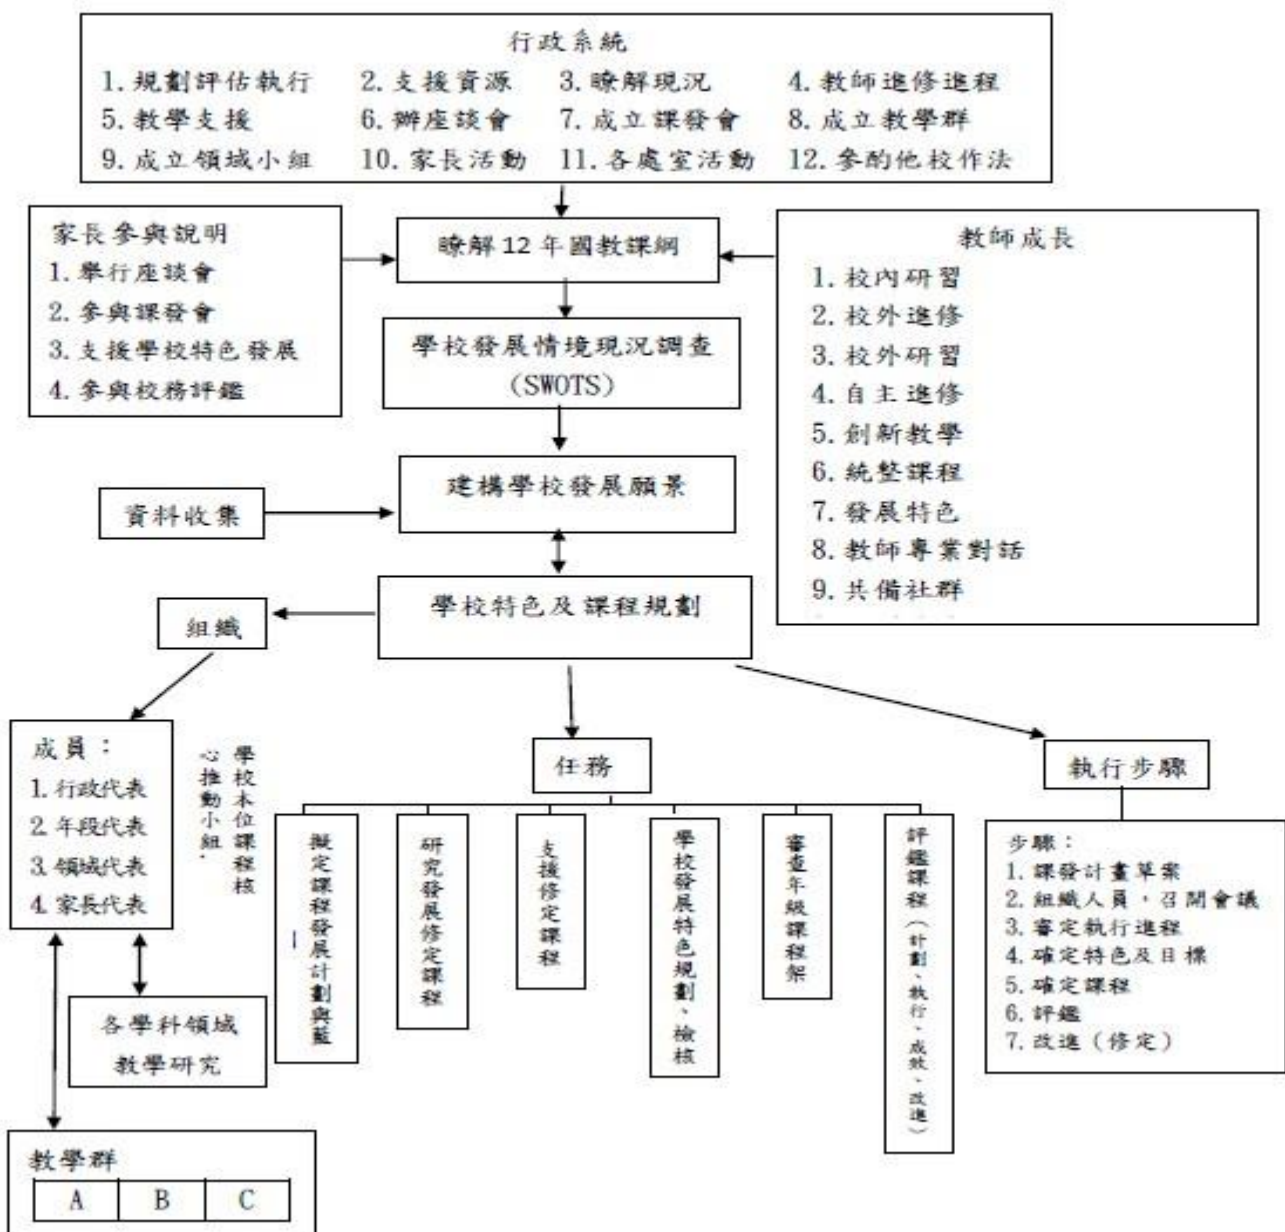 行政系統
1. 規劃評估執行 2. 支援資源 3. 瞭解現況 4. 教師進修進程
5. 教學支援 6. 辦座談會 7. 成立課發會 8. 成立教學群
9. 成立領域小組 10. 家長活動 11. 各處室活動 12. 參酌他校作法
家長參與說明
1. 舉行座談會
2. 參與課發會
3. 支援學校特色發展
4. 參與校務評鑑
瞭解 12 年國教課綱
教師成長
1. 校內研習
2. 校外進修
3. 校外研習
4. 自主進修
5. 創新教學
6. 統整課程
7. 發展特色
8. 教師專業對話
9. 共備社群
學校發展情境現況調查
(SWOTS)
建構學校發展願景
資料收集
學校特色及課程規劃
組織
成員：
1. 行政代表
2. 年段代表
3. 領域代表
4. 家長代表
學校本位課程核
心推動小組.
任務
擬定課程發展計劃與藍
研究發展修定課程
支援修定課程
學校發展特色規劃、檢核
審查年級課程架
評鑑課程（計劃、執行、成效、改進）
執行步驟
步驟：
1. 課發計畫草案
2. 組織人員，召開會議
3. 審定執行進程
4. 確定特色及目標
5. 確定課程
6. 評鑑
7. 改進（修定）
各學科領域
教學研究
教學群
A B C